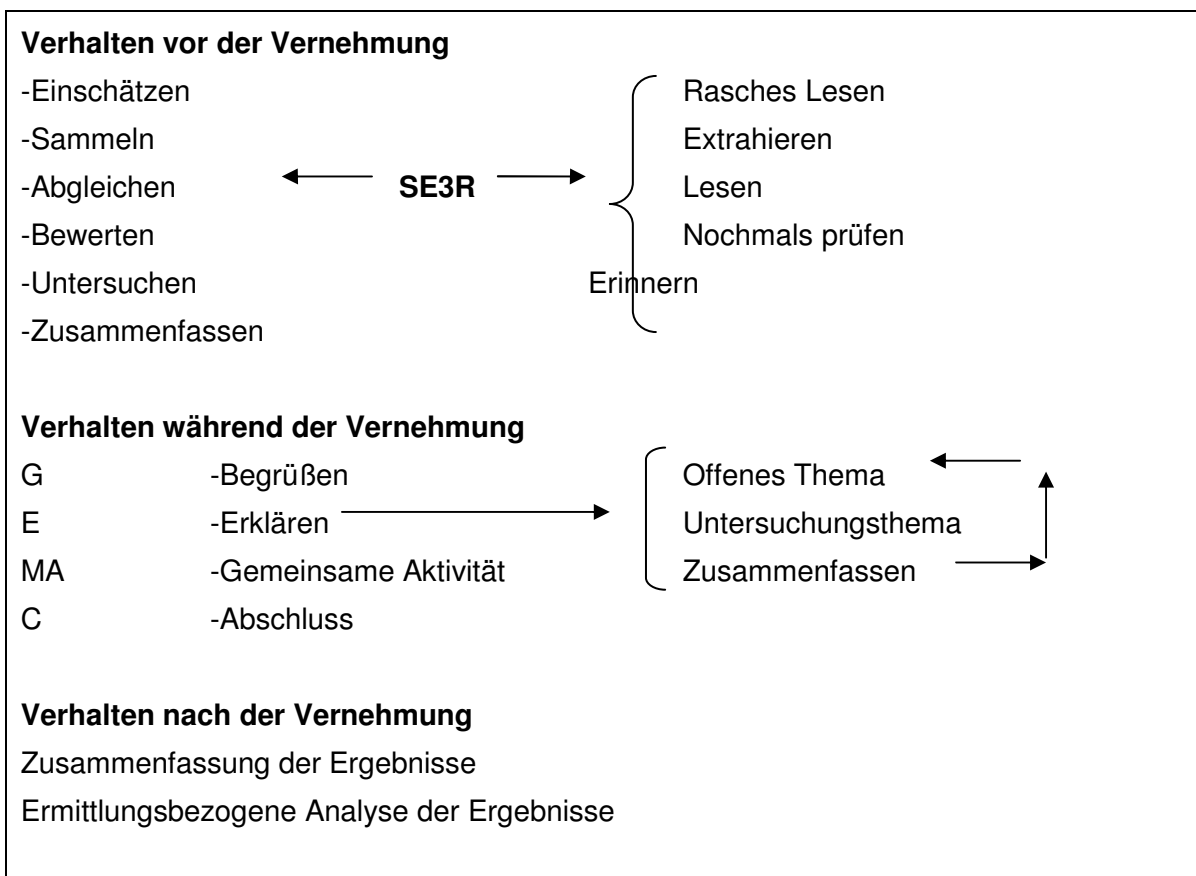 Verhalten vor der Vernehmung
-Einschätzen Rasches Lesen
-Sammeln Extrahieren
-Abgleichen SE3R Lesen
-Bewerten Nochmals prüfen
-Untersuchen Erinnern
-Zusammenfassen
Verhalten während der Vernehmung
G -Begrüßen Offenes Thema
E -Erklären Untersuchungsthema
MA -Gemeinsame Aktivität Zusammenfassen
C -Abschluss
Verhalten nach der Vernehmung
Zusammenfassung der Ergebnisse
Ermittlungsbezogene Analyse der Ergebnisse